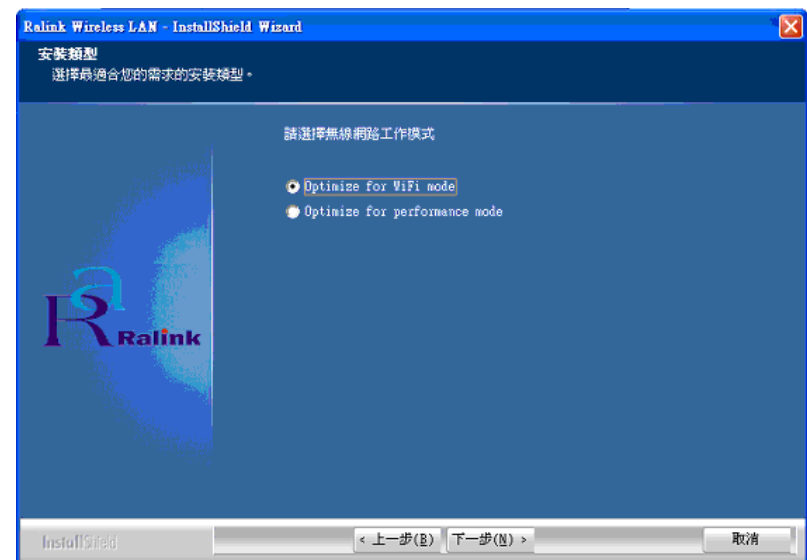 Ralink Wireless LAN - InstallShield Wizard
安裝類型
選擇最適合您的需求的安裝類型。
請選擇無線網路工作模式
Optimize for WiFi mode
Optimize for performance mode
Ralink
InstallShield
< 上一步(B)
下一步(N) >
取消